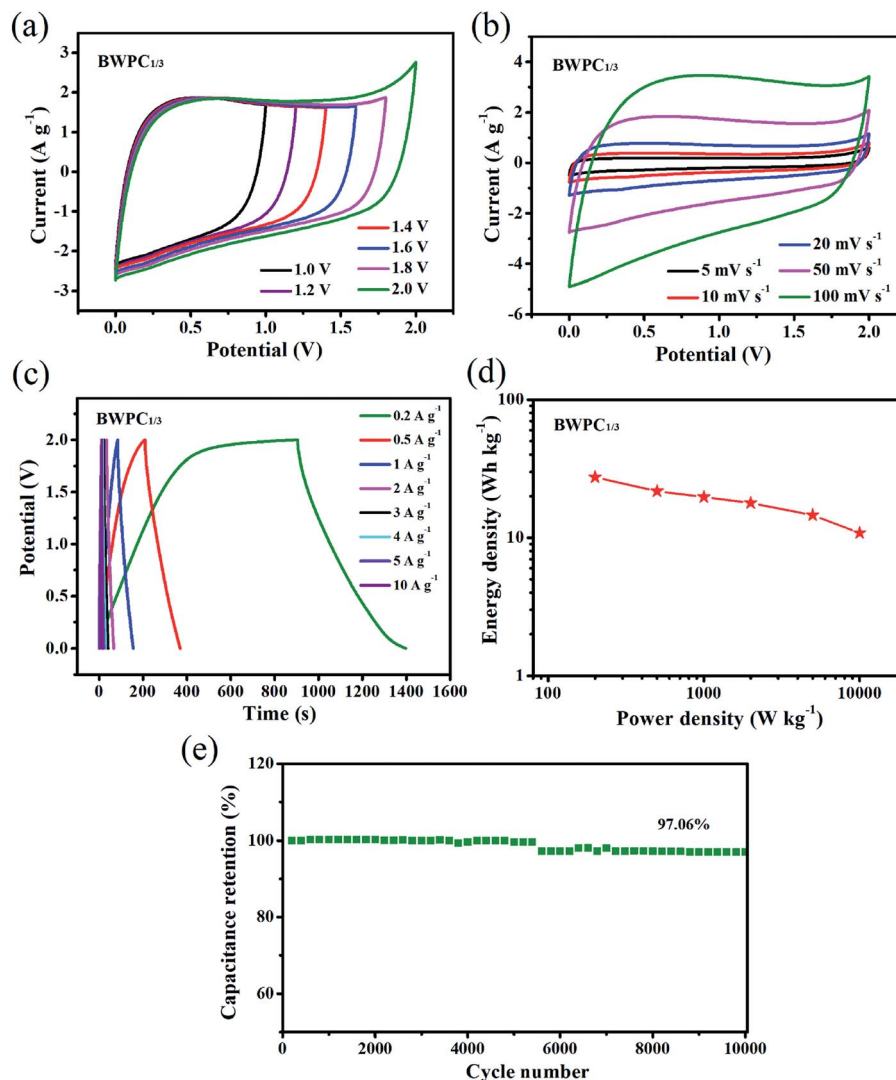 (a)
BWPC1/3
Current (A g-1)
3
2
1
0
-1
-2
-3
1.0 V
1.2 V
1.4 V
1.6 V
1.8 V
2.0 V
0.0
0.5
1.0
1.5
2.0
Potential (V)
(b)
BWPC1/3
Current (A g-1)
6
4
2
0
-2
-4
-6
5 mV s-1
10 mV s-1
20 mV s-1
50 mV s-1
100 mV s-1
0.0
0.5
1.0
1.5
2.0
Potential (V)
(c)
BWPC1/3
Potential (V)
2.0
1.5
1.0
0.5
0.0
0.2 A g-1
0.5 A g-1
1 A g-1
2 A g-1
3 A g-1
4 A g-1
5 A g-1
10 A g-1
0
200
400
600
800
1000
1200
1400
1600
Time (s)
(d)
BWPC1/3
Energy density (Wh kg-1)
100
10
1
100
1000
10000
Power density (W kg-1)
(e)
Capacitance retention (%)
120
100
80
60
97.06%
0
2000
4000
6000
8000
10000
Cycle number